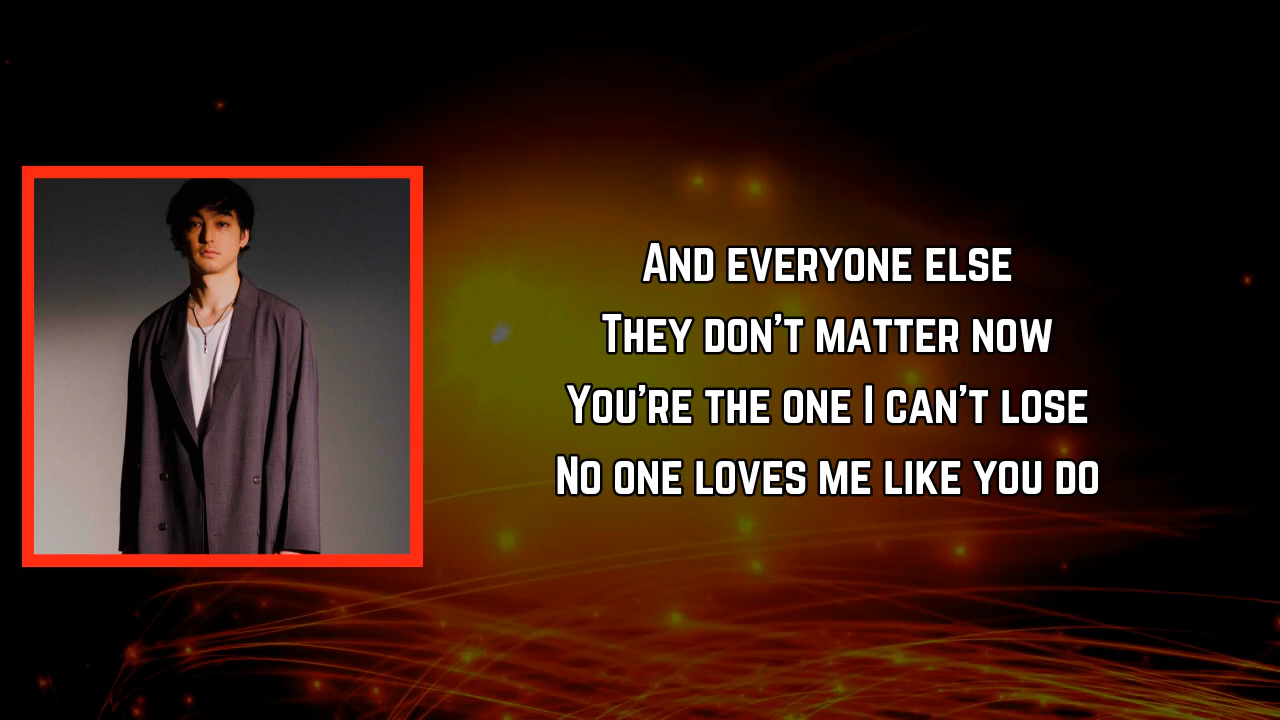 And everyone else
They don't matter now
You're the one I can't lose
No one loves me like you do